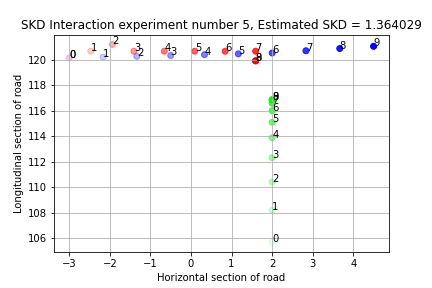 SKD Interaction experiment number 5, Estimated SKD = 1.364029
Longitudinal section of road
120
118
116
114
112
110
108
106
0 1 2 3 4 5 6 7
0 1 2 3 4 5 6 7 8 9
9
8
6
5
4
3
2
1
0
−3 −2 −1 0 1 2 3 4
Horizontal section of road